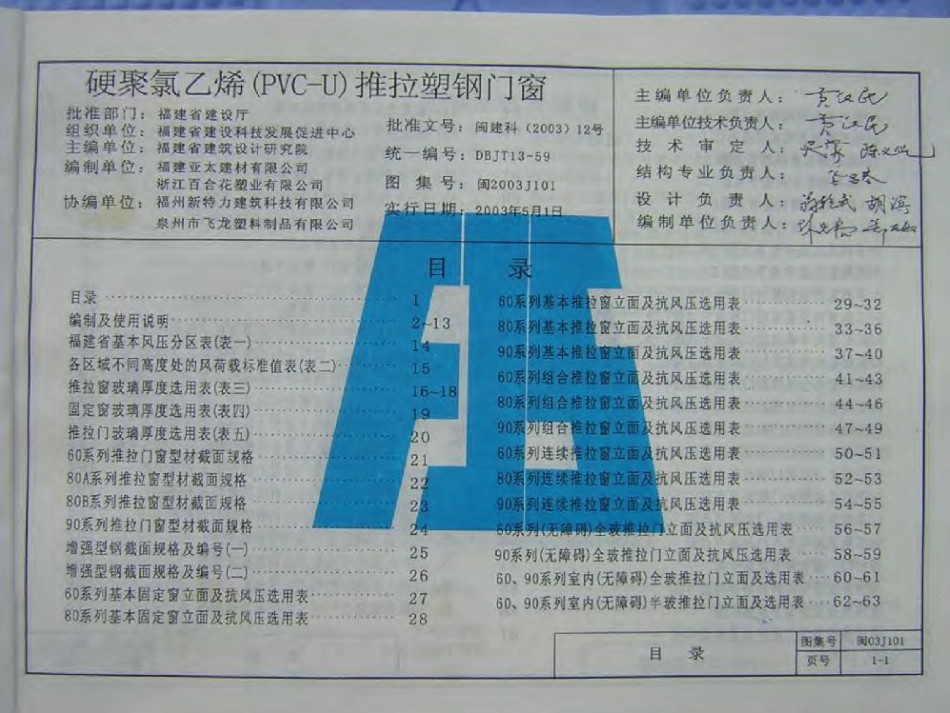 硬聚氯乙烯(PVC-U)推拉塑钢门窗
批准部门：福建省建设厅
组织单位：福建省建设科技发展促进中心
主编单位：福建省建筑设计研究院
编制单位：福建亚太建材有限公司
浙江百合花塑业有限公司
协编单位：福州新特力建筑科技有限公司
泉州市飞龙塑料制品有限公司
批准文号：闽建科（2003）12号
统一编号：DBJT13-59
图 集 号：闽2003J101
实行日期：2003年5月1日
主编单位负责人：
主编单位技术负责人：
技 术 审 定 人：
结构专业负责人：
设 计 负 责 人：
编制单位负责人：
目 录
目录 1
编制及使用说明 2~13
福建省基本风压分区表(表一) 14
各区域不同高度处的风荷载标准值表(表二) 15
推拉窗玻璃厚度选用表(表三) 16~18
固定窗玻璃厚度选用表(表四) 19
推拉门玻璃厚度选用表(表五) 20
60系列推拉门窗型材截面规格 21
80A系列推拉窗型材截面规格 22
80B系列推拉窗型材截面规格 23
90系列推拉门窗型材截面规格 24
增强型钢截面规格及编号(一) 25
增强型钢截面规格及编号(二) 26
60系列基本固定窗立面及抗风压选用表 27
80系列基本固定窗立面及抗风压选用表 28
60系列基本推拉窗立面及抗风压选用表 29~32
80系列基本推拉窗立面及抗风压选用表 33~36
90系列基本推拉窗立面及抗风压选用表 37~40
60系列组合推拉窗立面及抗风压选用表 41~43
80系列组合推拉窗立面及抗风压选用表 44~46
90系列组合推拉窗立面及抗风压选用表 47~49
60系列连续推拉窗立面及抗风压选用表 50~51
80系列连续推拉窗立面及抗风压选用表 52~53
90系列连续推拉窗立面及抗风压选用表 54~55
60系列(无障碍)全玻推拉门立面及抗风压选用表 56~57
90系列(无障碍)全玻推拉门立面及抗风压选用表 58~59
60、90系列室内(无障碍)全玻推拉门立面及选用表 60~61
60、90系列室内(无障碍)半玻推拉门立面及选用表 62~63
目 录
图集号 闽03J101
页号 1-1